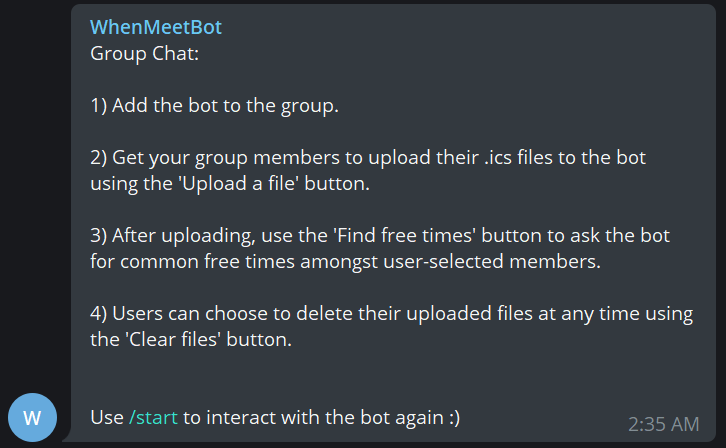 WhenMeetBot
Group Chat:
1) Add the bot to the group.
2) Get your group members to upload their .ics files to the bot
using the 'Upload a file' button.
3) After uploading, use the 'Find free times' button to ask the bot
for common free times amongst user-selected members.
4) Users can choose to delete their uploaded files at any time using
the 'Clear files' button.
W
Use /start to interact with the bot again :)
2:35 AM